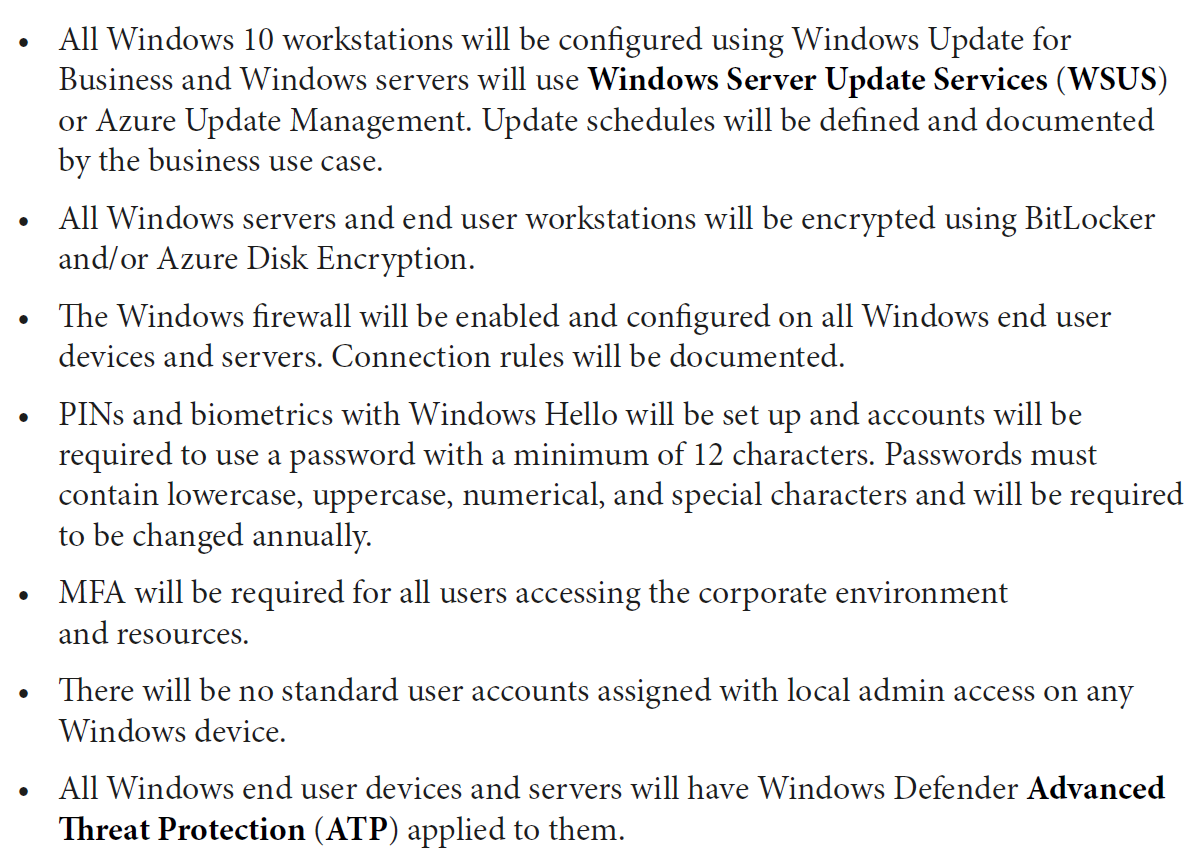 • All Windows 10 workstations will be configured using Windows Update for
Business and Windows servers will use Windows Server Update Services (WSUS)
or Azure Update Management. Update schedules will be defined and documented
by the business use case.
• All Windows servers and end user workstations will be encrypted using BitLocker
and/or Azure Disk Encryption.
• The Windows firewall will be enabled and configured on all Windows end user
devices and servers. Connection rules will be documented.
• PINs and biometrics with Windows Hello will be set up and accounts will be
required to use a password with a minimum of 12 characters. Passwords must
contain lowercase, uppercase, numerical, and special characters and will be required
to be changed annually.
• MFA will be required for all users accessing the corporate environment
and resources.
• There will be no standard user accounts assigned with local admin access on any
Windows device.
• All Windows end user devices and servers will have Windows Defender Advanced
Threat Protection (ATP) applied to them.